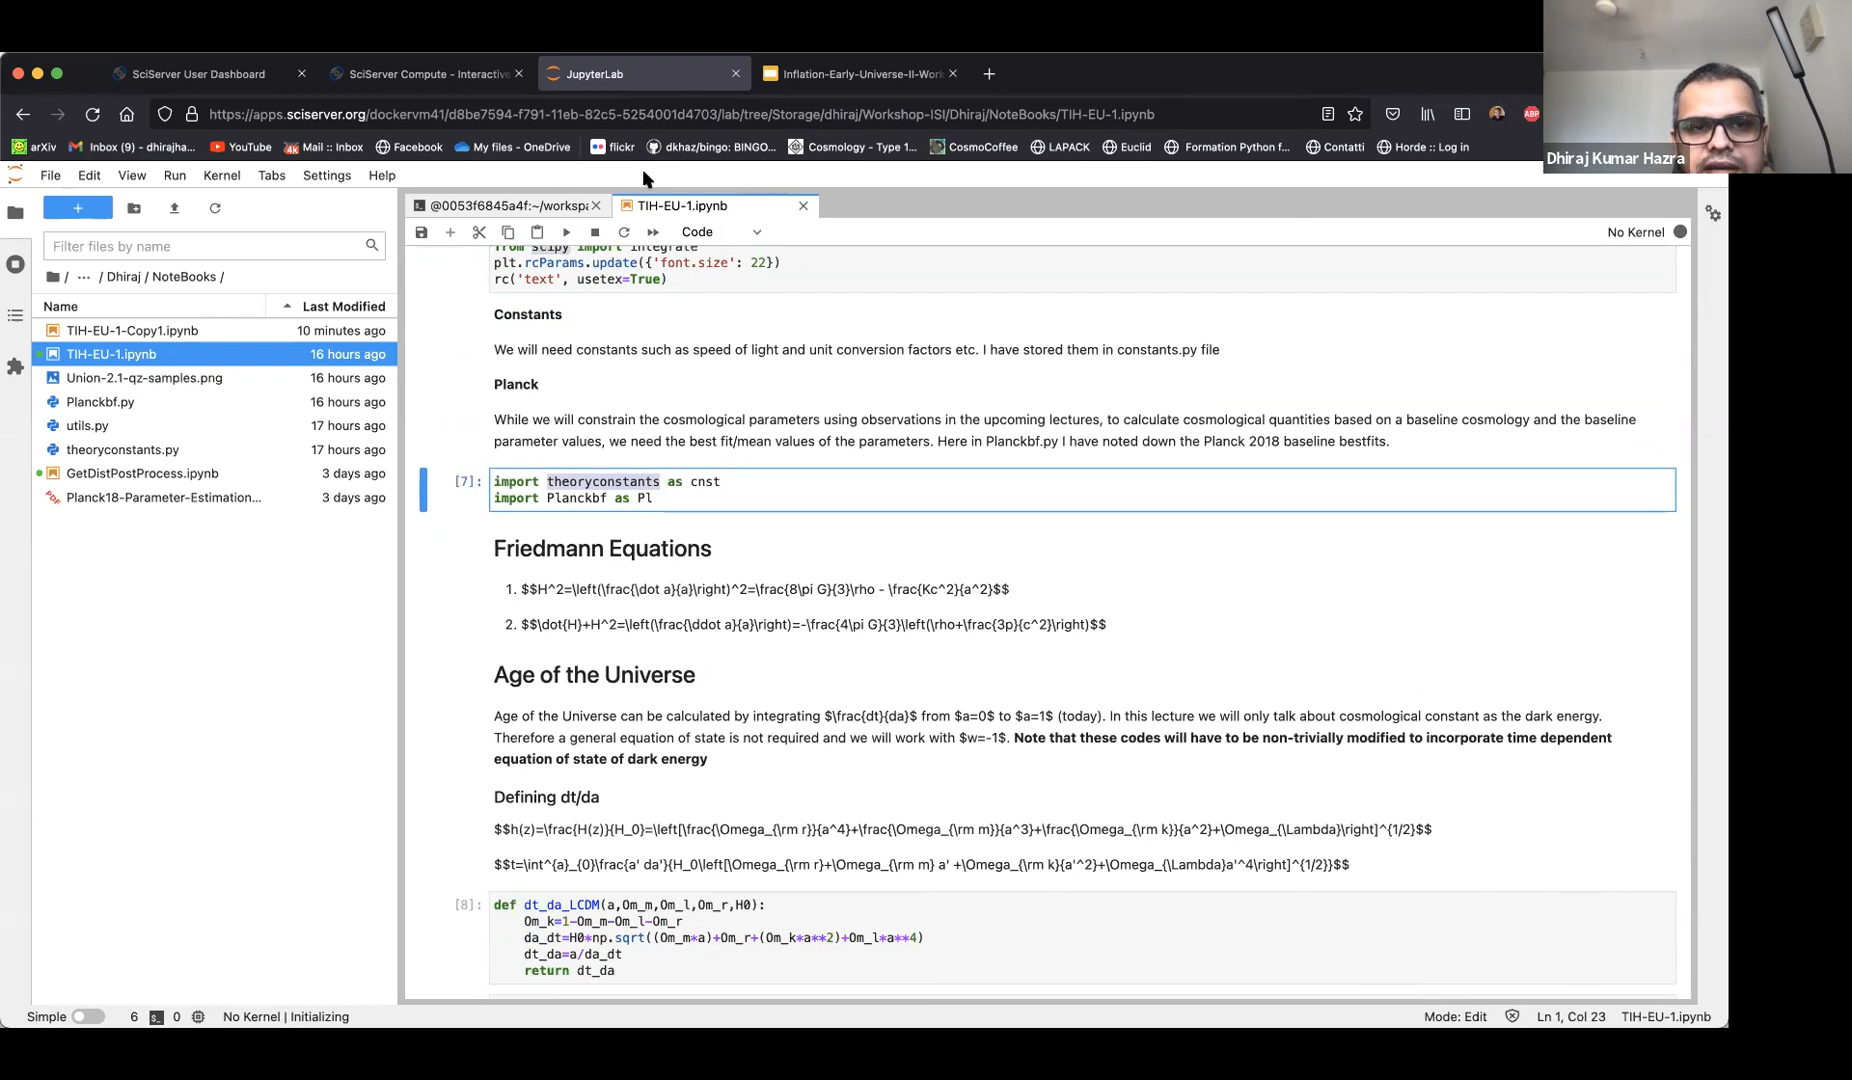 SciServer User Dashboard
SciServer Compute - Interactive
JupyterLab
Inflation-Early-Universe-II-Work
https://apps.sciserver.org/dockervm41/d8be7594-f791-11eb-82c5-5254001d4703/lab/tree/Storage/dhiraj/Workshop-ISI/Dhiraj/NoteBooks/TIH-EU-1.ipynb
ABP
arXiv
Inbox (9) - dhirajha...
YouTube
4k Mail :: Inbox
Facebook
My files - OneDrive
flickr
dkhaz/bingo: BINGO...
Cosmology - Type 1...
CosmoCoffee
LAPACK
Euclid
Formation Python f...
Contatti
Horde :: Log in
Dhiraj Kumar Hazra
File Edit View Run Kernel Tabs Settings Help
@0053f6845a4f:~/workspa
TIH-EU-1.ipynb
Code
No Kernel
Filter files by name
/ ... / Dhiraj / NoteBooks /
Name Last Modified
TIH-EU-1-Copy1.ipynb 10 minutes ago
TIH-EU-1.ipynb 16 hours ago
Union-2.1-qz-samples.png 16 hours ago
Planckbf.py 16 hours ago
utils.py 17 hours ago
theoryconstants.py 17 hours ago
GetDistPostProcess.ipynb 3 days ago
Planck18-Parameter-Estimation... 3 days ago
from scipy import integrate
plt.rcParams.update({'font.size': 22})
rc('text', usetex=True)
Constants
We will need constants such as speed of light and unit conversion factors etc. I have stored them in constants.py file
Planck
While we will constrain the cosmological parameters using observations in the upcoming lectures, to calculate cosmological quantities based on a baseline cosmology and the baseline
parameter values, we need the best fit/mean values of the parameters. Here in Planckbf.py I have noted down the Planck 2018 baseline bestfits.
[7]: import theoryconstants as cnst
import Planckbf as Pl
Friedmann Equations
1. $$H^2=\left(\frac{\dot a}{a}\right)^2=\frac{8\pi G}{3}\rho - \frac{Kc^2}{a^2}$$
2. $$\dot{H}+H^2=\left(\frac{\ddot a}{a}\right)=-\frac{4\pi G}{3}\left(\rho+\frac{3p}{c^2}\right)$$
Age of the Universe
Age of the Universe can be calculated by integrating $\frac{dt}{da}$ from $a=0$ to $a=1$ (today). In this lecture we will only talk about cosmological constant as the dark energy.
Therefore a general equation of state is not required and we will work with $w=-1$. Note that these codes will have to be non-trivially modified to incorporate time dependent
equation of state of dark energy
Defining dt/da
$$h(z)=\frac{H(z)}{H_0}=\left[\frac{\Omega_{\rm r}}{a^4}+\frac{\Omega_{\rm m}}{a^3}+\frac{\Omega_{\rm k}}{a^2}+\Omega_{\Lambda}\right]^{1/2}$$
$$t=\int^{a}_{0}\frac{a' da'}{H_0\left[\Omega_{\rm r}+\Omega_{\rm m} a' +\Omega_{\rm k}{a'^2}+\Omega_{\Lambda}a'^4\right]^{1/2}}$$
[8]: def dt_da_LCDM(a,Om_m,Om_l,Om_r,H0):
Om_k=1-Om_m-Om_l-Om_r
da_dt=H0*np.sqrt((Om_m*a)+Om_r+(Om_k*a**2)+Om_l*a**4)
dt_da=a/da_dt
return dt_da
Simple 6 0 No Kernel | Initializing
Mode: Edit Ln 1, Col 23 TIH-EU-1.ipynb